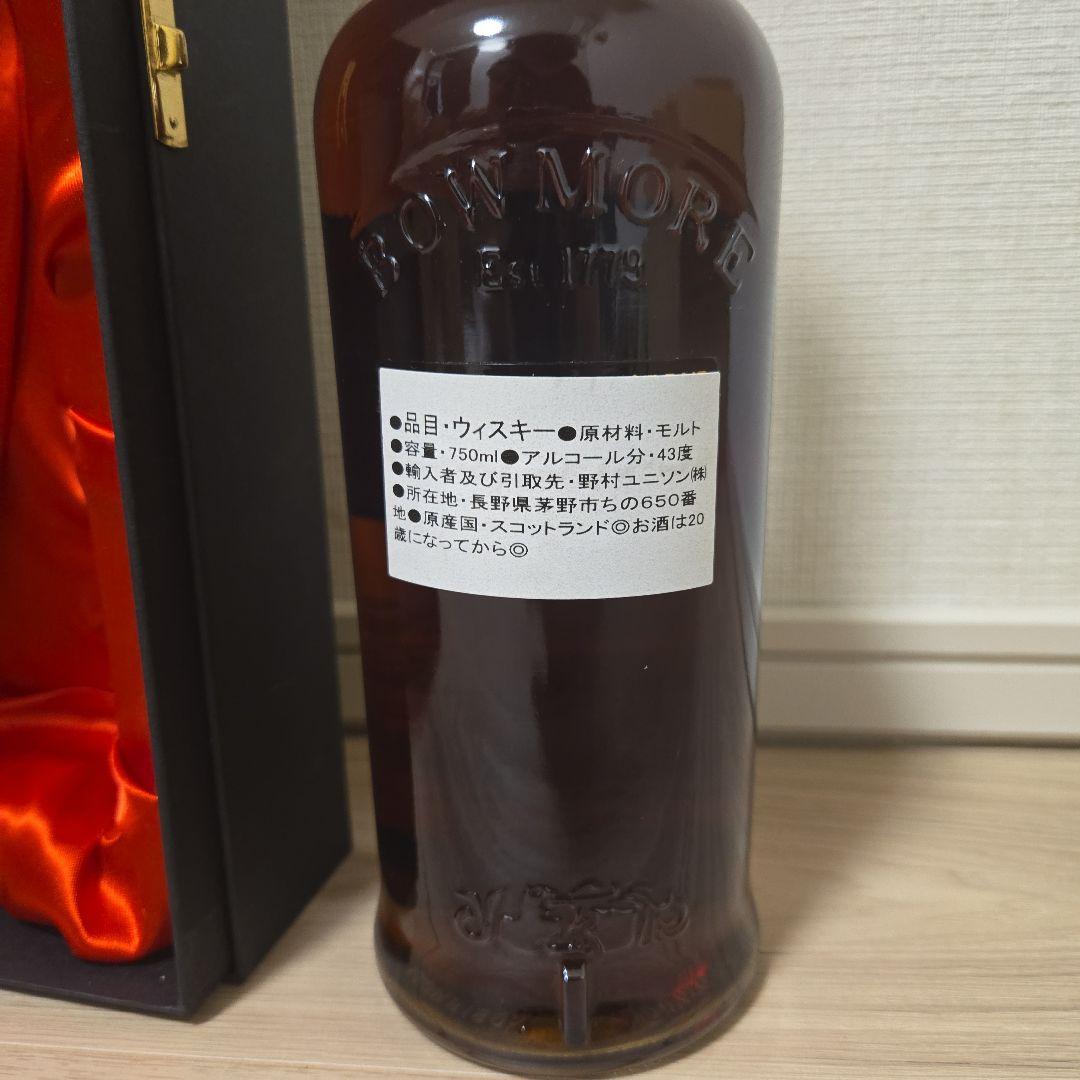 BOWMORE
Est 1779
●品目・ウィスキー●原材料・モルト
●容量・750ml●アルコール分・43度
●輸入者及び引取先・野村ユニソン㈱
●所在地・長野県茅野市ちの650番
地●原産国・スコットランド◎お酒は20
歳になってから◎